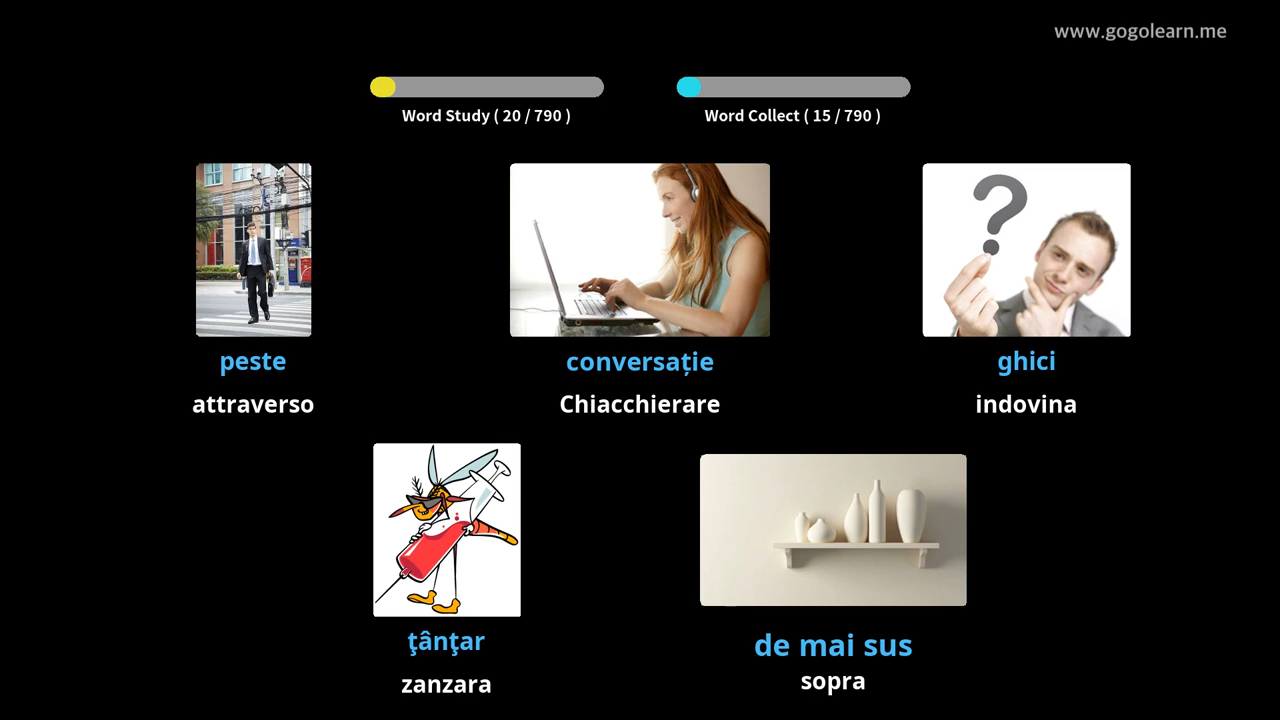 www.gogolearn.me
Word Study ( 20 / 790 )
Word Collect ( 15 / 790 )
peste
conversație
ghici
attraverso
Chiacchierare
indovina
ţânţar
de mai sus
zanzara
sopra